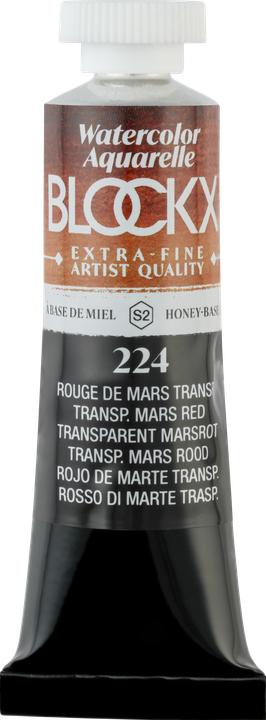 Watercolor
Aquarelle
BLOCKX
EXTRA-FINE
ARTIST QUALITY
À BASE DE MIEL S2 HONEY-BASE
224
ROUGE DE MARS TRANSP
TRANSP. MARS RED
TRANSPARENT MARSROT
TRANSP. MARS ROOD
ROJO DE MARTE TRANSP.
ROSSO DI MARTE TRASP.